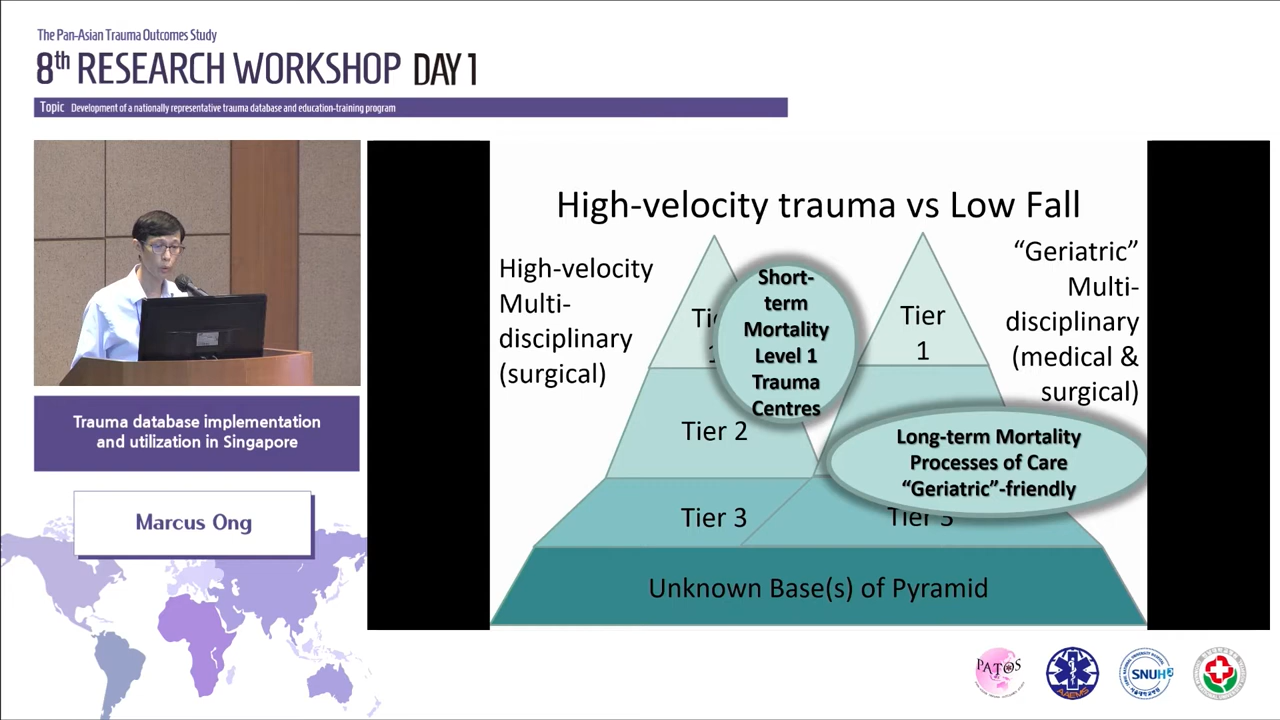 The Pan-Asian Trauma Outcomes Study
8th RESEARCH WORKSHOP DAY 1
Topic Development of a nationally representative trauma database and education-training program
High-velocity trauma vs Low Fall
High-velocity
Multi-
disciplinary
(surgical)
Short-
term
Mortality
Level 1
Trauma
Centres
Tier
1
"Geriatric"
Multi-
disciplinary
(medical &
surgical)
Tier 2
Long-term Mortality
Processes of Care
"Geriatric"-friendly
Tier 3
Tier 3
Unknown Base(s) of Pyramid
Trauma database implementation
and utilization in Singapore
Marcus Ong
PATOS
AAEMS
SNUH